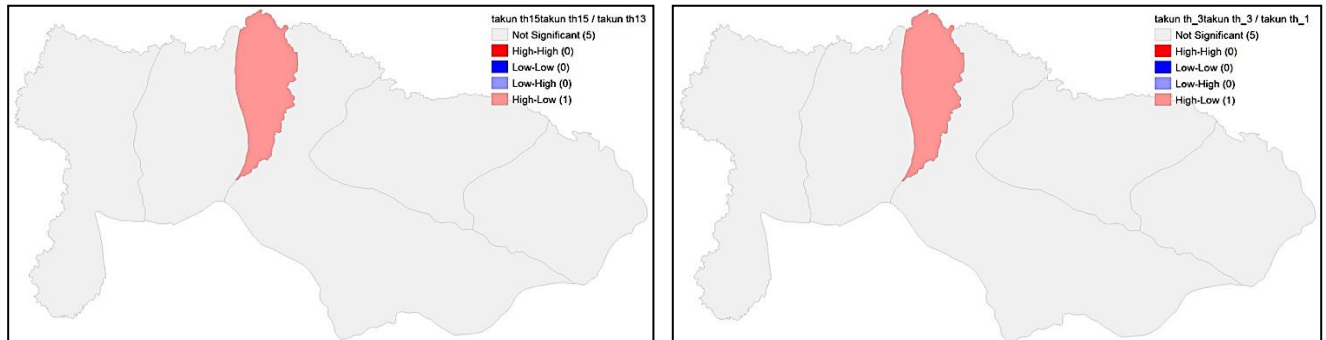 takun th15takun th15 / takun th13
Not Significant (5)
High-High (0)
Low-Low (0)
Low-High (0)
High-Low (1)
takun th_3takun th_3 / takun th_1
Not Significant (5)
High-High (0)
Low-Low (0)
Low-High (0)
High-Low (1)